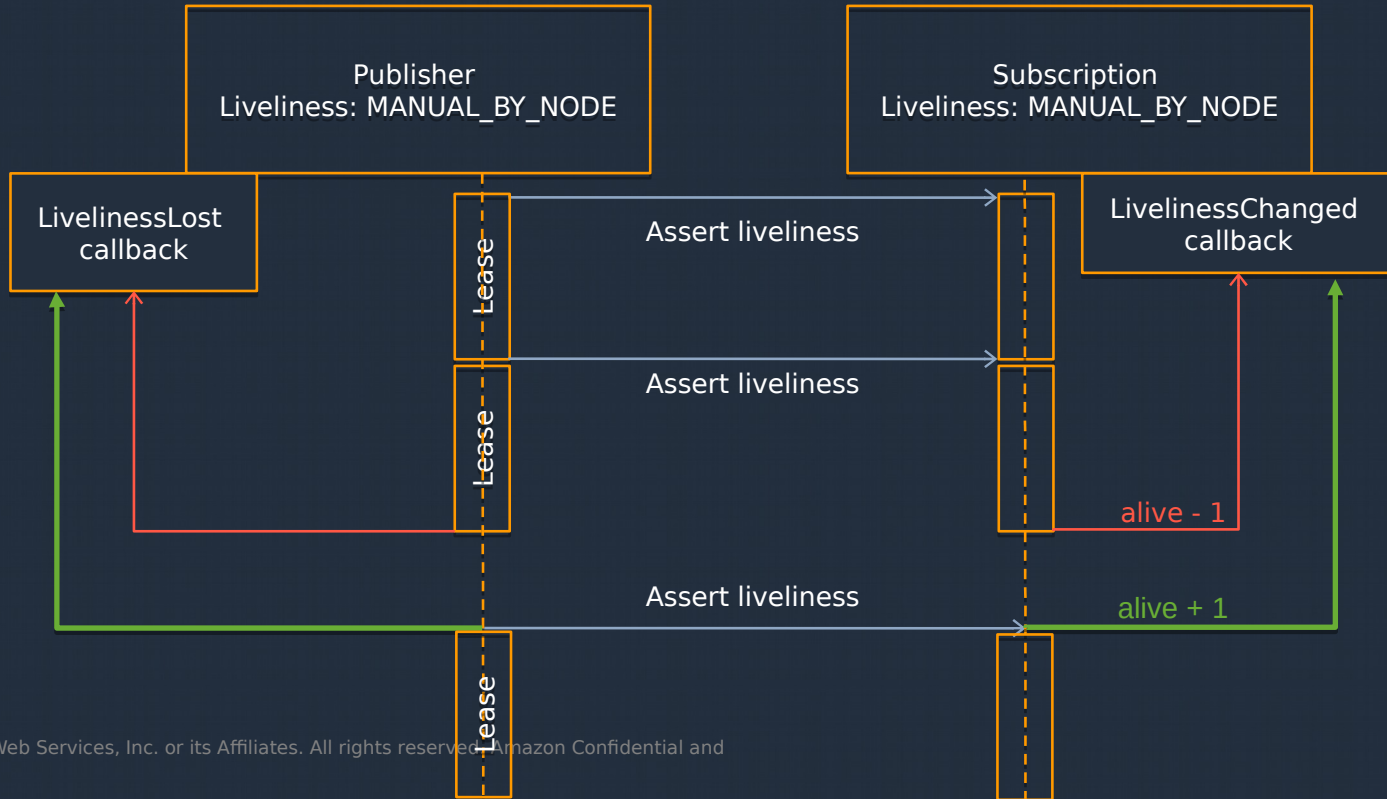 Publisher
Liveliness: MANUAL_BY_NODE
Subscription
Liveliness: MANUAL_BY_NODE
LivelinessLost
callback
LivelinessChanged
callback
Assert liveliness
Lease
Assert liveliness
Lease
alive - 1
Assert liveliness
alive + 1
Lease
Web Services, Inc. or its Affiliates. All rights reserved. Amazon Confidential and